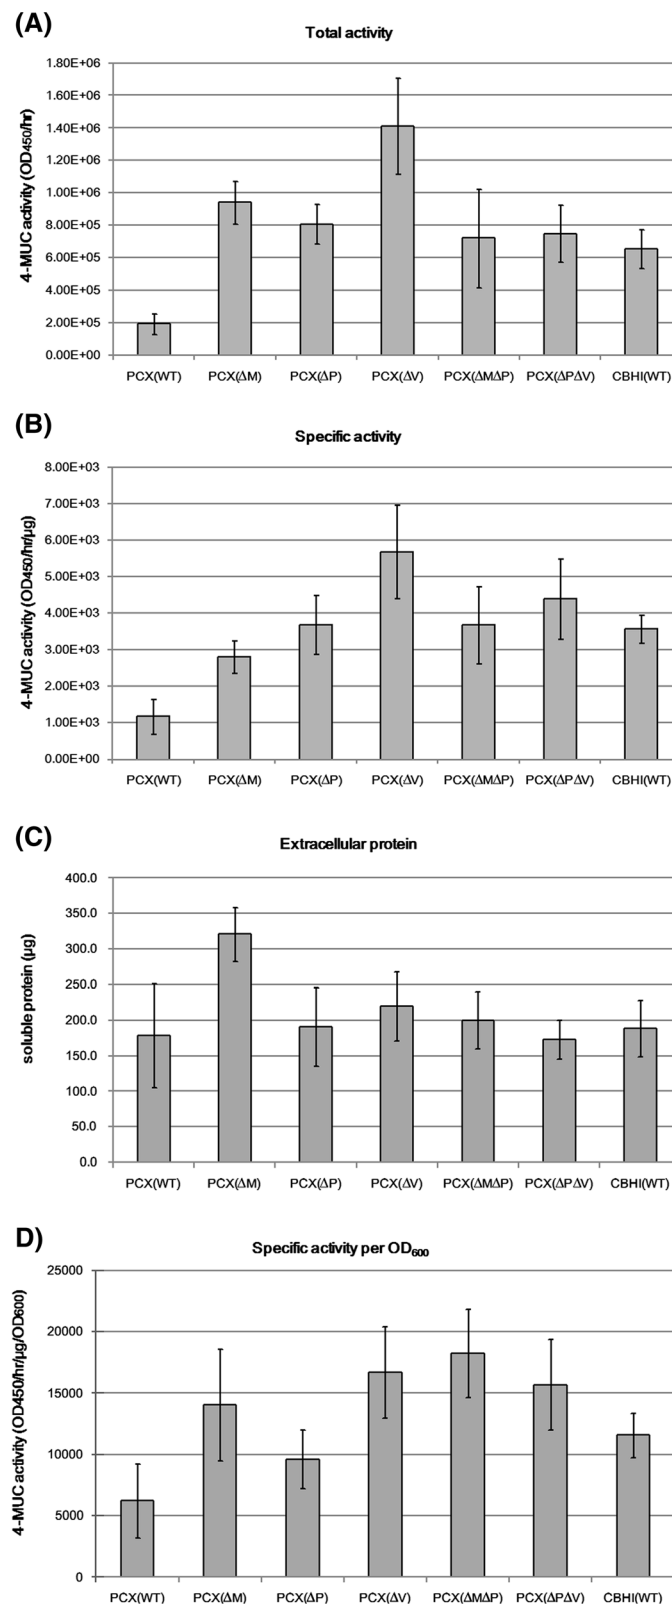 (A)
Total activity
4-MUC activity (OD450/hr)
1.80E+06
1.60E+06
1.40E+06
1.20E+06
1.00E+06
8.00E+05
6.00E+05
4.00E+05
2.00E+05
0.00E+00
PCX(WT) PCX(ΔM) PCX(ΔP) PCX(ΔV) PCX(ΔMΔP) PCX(ΔPΔV) CBHI(WT)
(B)
Specific activity
4-MUC activity (OD450/hr/µg)
8.00E+03
7.00E+03
6.00E+03
5.00E+03
4.00E+03
3.00E+03
2.00E+03
1.00E+03
0.00E+00
PCX(WT) PCX(ΔM) PCX(ΔP) PCX(ΔV) PCX(ΔMΔP) PCX(ΔPΔV) CBHI(WT)
(C)
Extracellular protein
soluble protein (µg)
400.0
350.0
300.0
250.0
200.0
150.0
100.0
50.0
0.0
PCX(WT) PCX(ΔM) PCX(ΔP) PCX(ΔV) PCX(ΔMΔP) PCX(ΔPΔV) CBHI(WT)
D)
Specific activity per OD600
4-MUC activity (OD450/hr/µg/OD600)
25000
20000
15000
10000
5000
0
PCX(WT) PCX(ΔM) PCX(ΔP) PCX(ΔV) PCX(ΔMΔP) PCX(ΔPΔV) CBHI(WT)